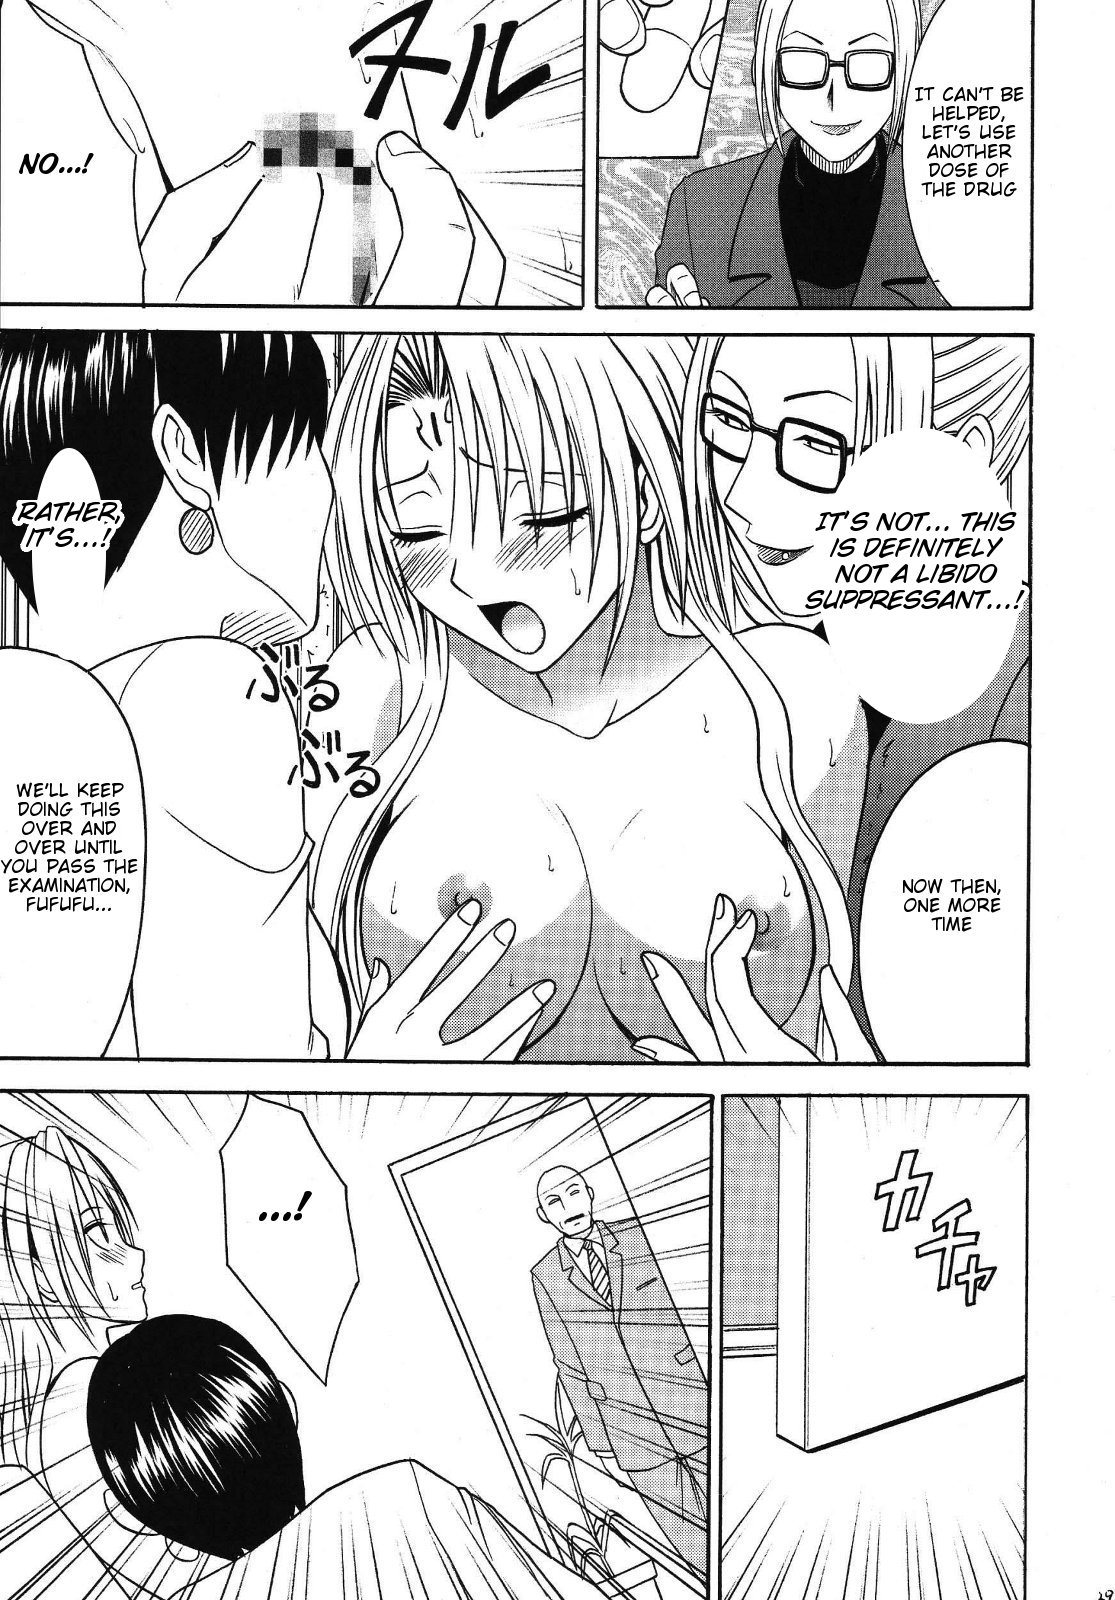 IT CAN'T BE
HELPED,
LET'S USE
ANOTHER
DOSE OF
THE DRUG
ヌル
NO...!
IT'S NOT... THIS
IS DEFINITELY
NOT A LIBIDO
SUPPRESSANT...!
RATHER,
IT'S...!
ぶる
ぶる
NOW THEN,
ONE MORE
TIME
WE'LL KEEP
DOING THIS
OVER AND
OVER UNTIL
YOU PASS THE
EXAMINATION,
FUFUFU...
カチャ
...!